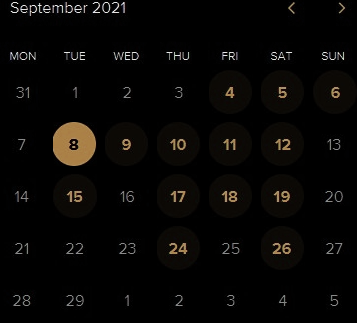 September 2021
MON TUE WED THU FRI SAT SUN
31 1 2 3 4 5 6
7 8 9 10 11 12 13
14 15 16 17 18 19 20
21 22 23 24 25 26 27
28 29 1 2 3 4 5